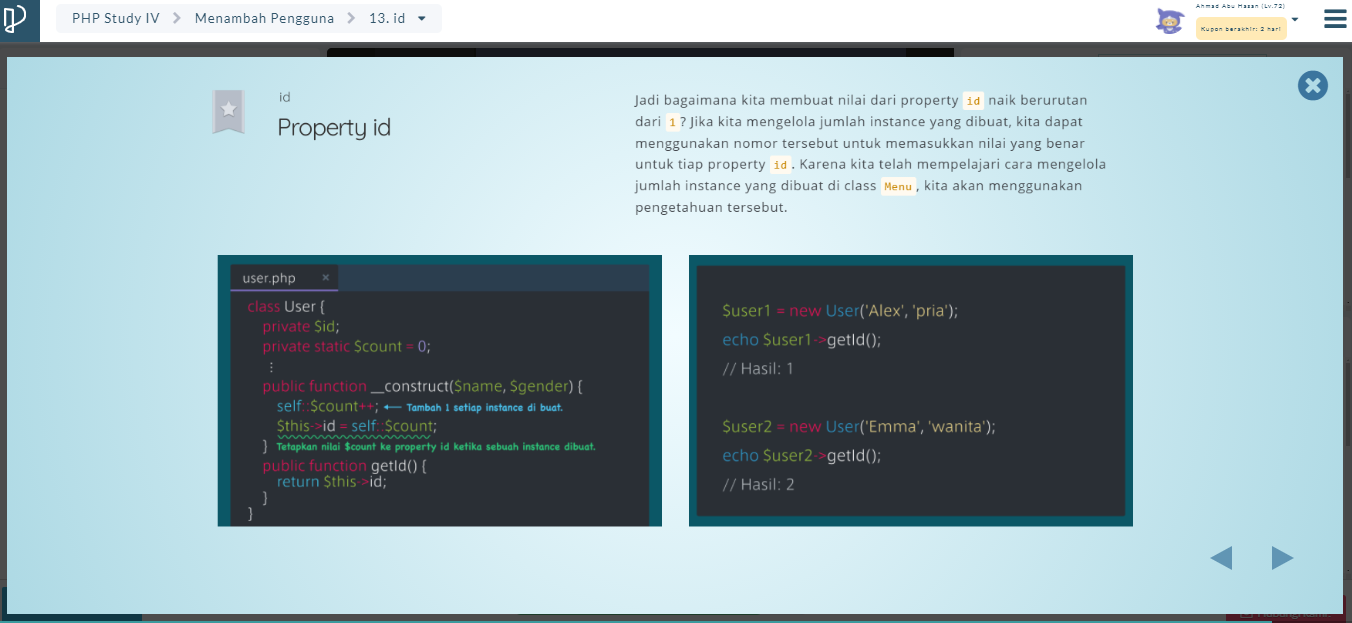 PHP Study IV
Menambah Pengguna
13. id
Ahmad Abu Hasan (Lv.72)
Kupon berakhir: 2 hari
id
Property id
Jadi bagaimana kita membuat nilai dari property id naik berurutan
dari 1? Jika kita mengelola jumlah instance yang dibuat, kita dapat
menggunakan nomor tersebut untuk memasukkan nilai yang benar
untuk tiap property id. Karena kita telah mempelajari cara mengelola
jumlah instance yang dibuat di class Menu, kita akan menggunakan
pengetahuan tersebut.
user.php ×
class User {
private $id;
private static $count = 0;
⋮
public function __construct($name, $gender) {
self::$count++; ← Tambah 1 setiap instance di buat.
$this->id = self::$count;
} Tetapkan nilai $count ke property id ketika sebuah instance dibuat.
public function getId() {
return $this->id;
}
}
$user1 = new User('Alex', 'pria');
echo $user1->getId();
// Hasil: 1
$user2 = new User('Emma', 'wanita');
echo $user2->getId();
// Hasil: 2